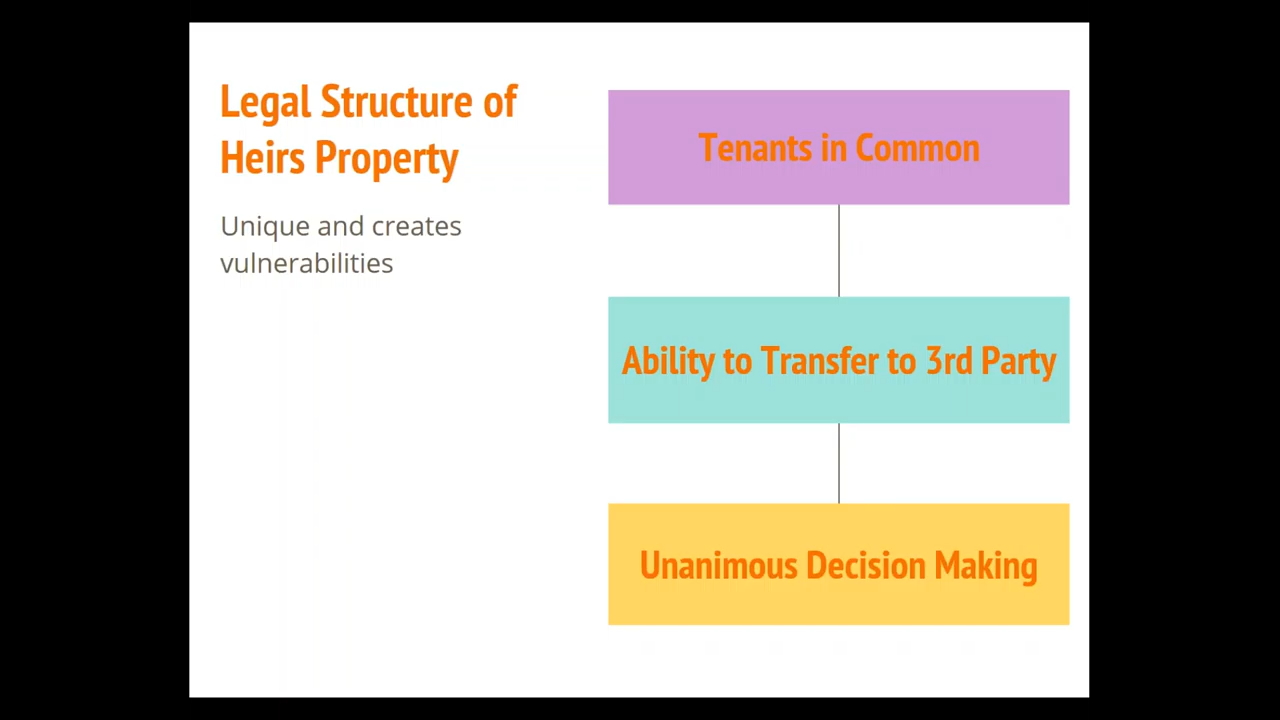 Legal Structure of
Heirs Property
Unique and creates
vulnerabilities
Tenants in Common
Ability to Transfer to 3rd Party
Unanimous Decision Making